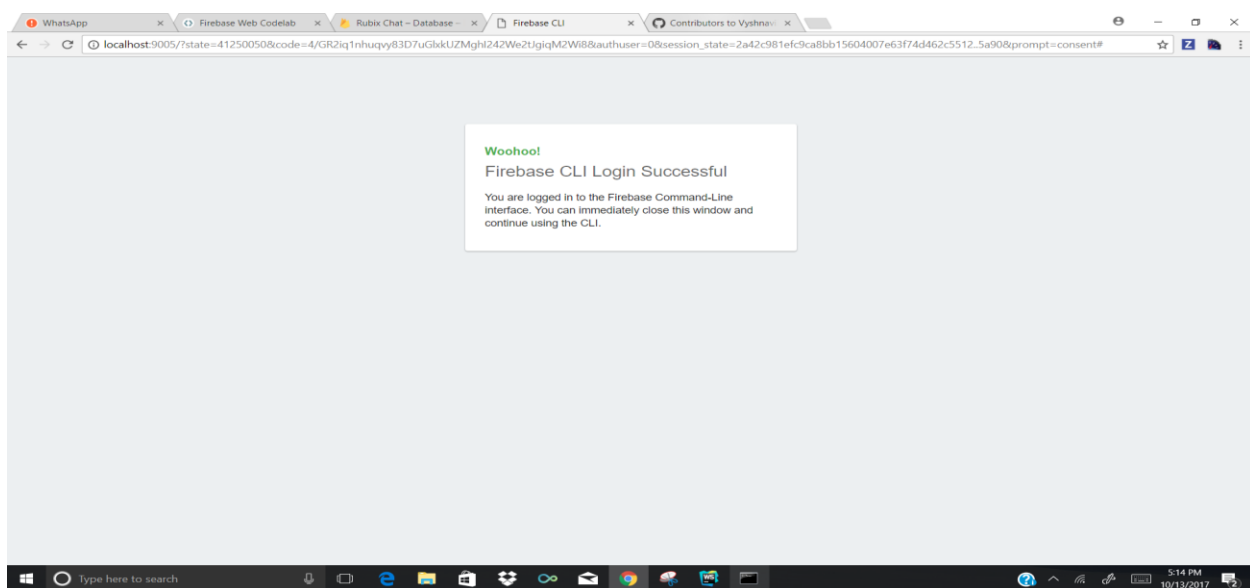 WhatsApp
Firebase Web Codelab
Rubix Chat – Database –
Firebase CLI
Contributors to Vyshnavi
localhost:9005/?state=41250050&code=4/GR2iq1nhuqvy83D7uGlxkUZMghI242We2tJgiqM2Wi8&authuser=0&session_state=2a42c981efc9ca8bb15604007e63f74d462c5512..5a90&prompt=consent#
Woohoo!
Firebase CLI Login Successful
You are logged in to the Firebase Command-Line
interface. You can immediately close this window and
continue using the CLI.
Type here to search
5:14 PM
10/13/2017